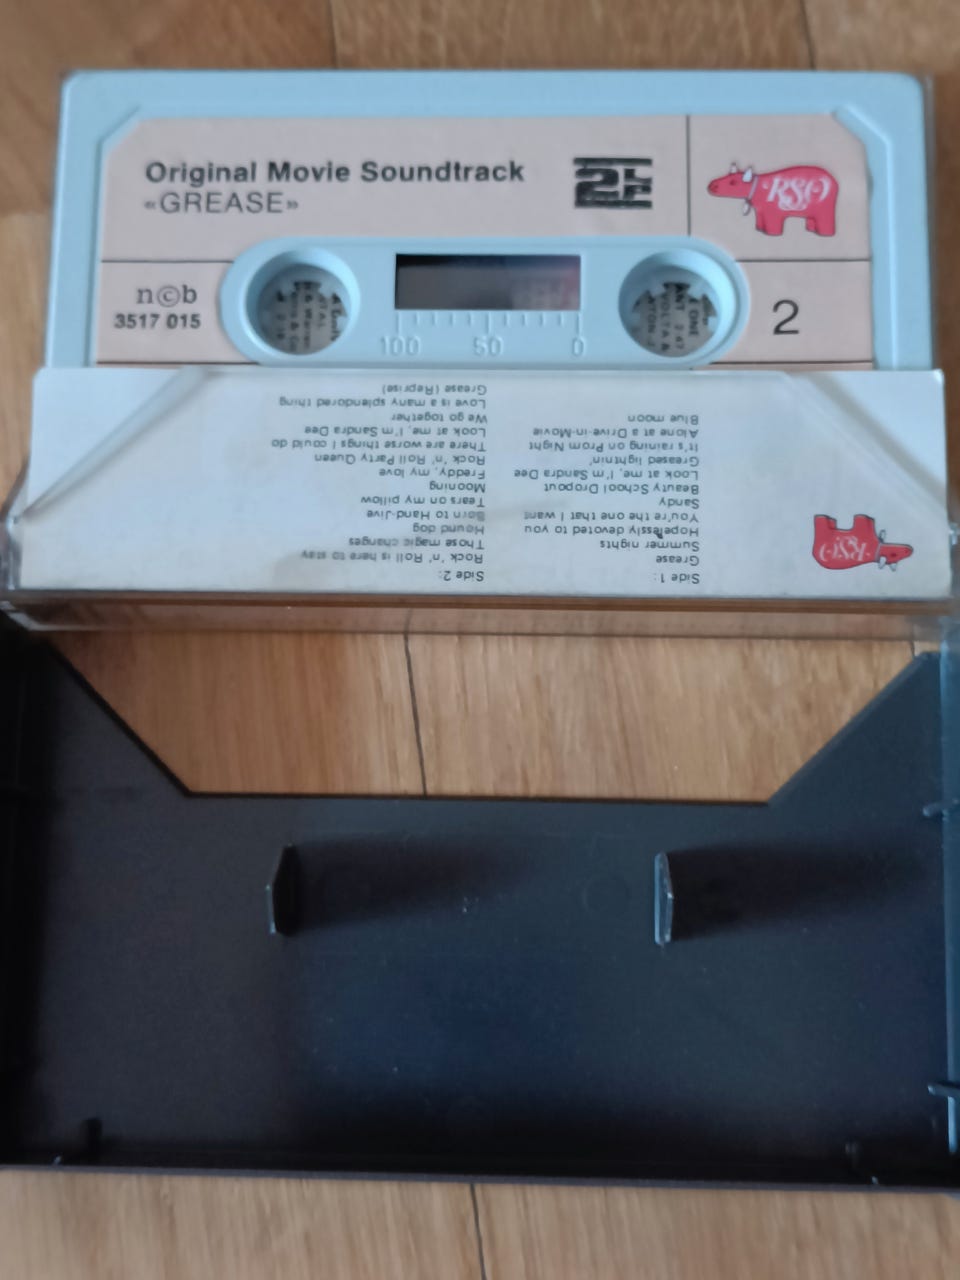 Original Movie Soundtrack
«GREASE»
2LP
RSO
n©b
3517 015
100 50 0
2
Side 1:
Grease
Summer nights
Hopelessly devoted to you
You're the one that I want
Sandy
Beauty School Dropout
Look at me, I'm Sandra Dee
Greased lightnin'
It's raining on Prom Night
Alone at a Drive-in-Movie
Blue moon
Side 2:
Rock 'n' Roll is here to stay
Those magic changes
Hound dog
Born to Hand-Jive
Tears on my pillow
Mooning
Freddy, my love
Rock 'n' Roll Party Queen
There are worse things I could do
Look at me, I'm Sandra Dee
We go together
Love is a many splendored thing
Grease (Reprise)
RSO